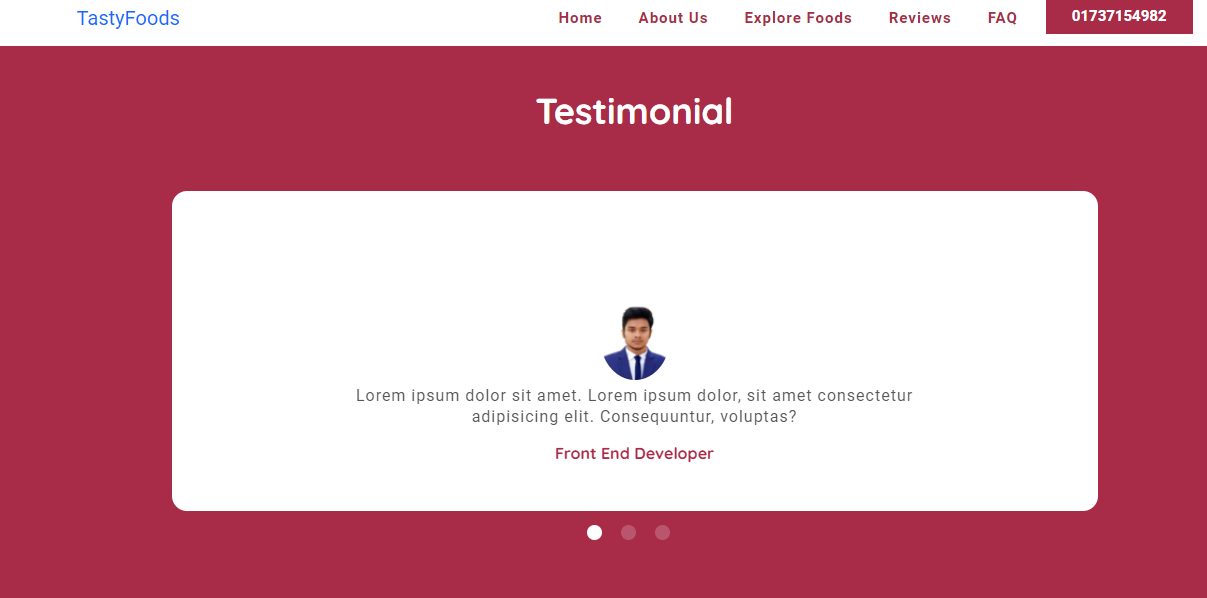 TastyFoods
Home
About Us
Explore Foods
Reviews
FAQ
01737154982
Testimonial
Lorem ipsum dolor sit amet. Lorem ipsum dolor, sit amet consectetur
adipisicing elit. Consequuntur, voluptas?
Front End Developer